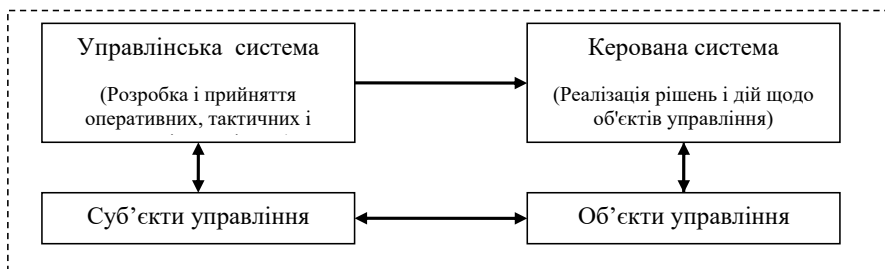 Управлінська система
(Розробка і прийняття
оперативних, тактичних і
Керована система
(Реалізація рішень і дій щодо
об'єктів управління)
Суб’єкти управління
Об’єкти управління